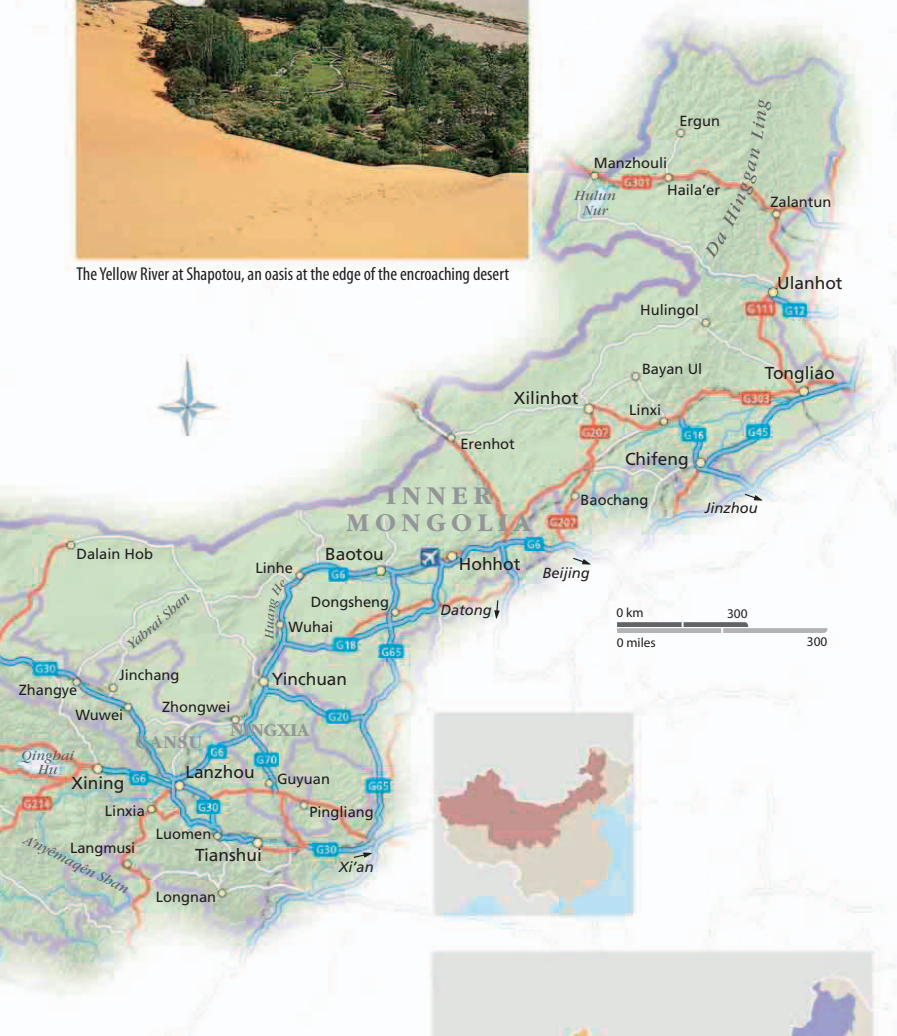 The Yellow River at Shapotou, an oasis at the edge of the encroaching desert
Ergun
Manzhouli
G301
Haila'er
Hulun
Nur
Da Hinggan Ling
Zalantun
Ulanhot
Hulingol
G111
G12
Bayan Ul
Tongliao
Xilinhot
Linxi
G303
G207
G16
G45
Erenhot
Chifeng
INNER
MONGOLIA
Baochang
Jinzhou
G207
Dalain Hob
Linhe
Baotou
G6
Hohhot
G6
Beijing
Huang He
Dongsheng
Datong
0 km 300
0 miles 300
Yabrai Shan
Wuhai
G18
G65
G30
Zhangye
Jinchang
Yinchuan
Wuwei
Zhongwei
G20
GANSU
NINGXIA
Qinghai
Hu
G6
G70
Xining
G6
Lanzhou
Guyuan
G65
G214
Linxia
G30
Pingliang
Luomen
Langmusi
Tianshui
G30
Xi'an
A'nyêmaqên Shan
Longnan